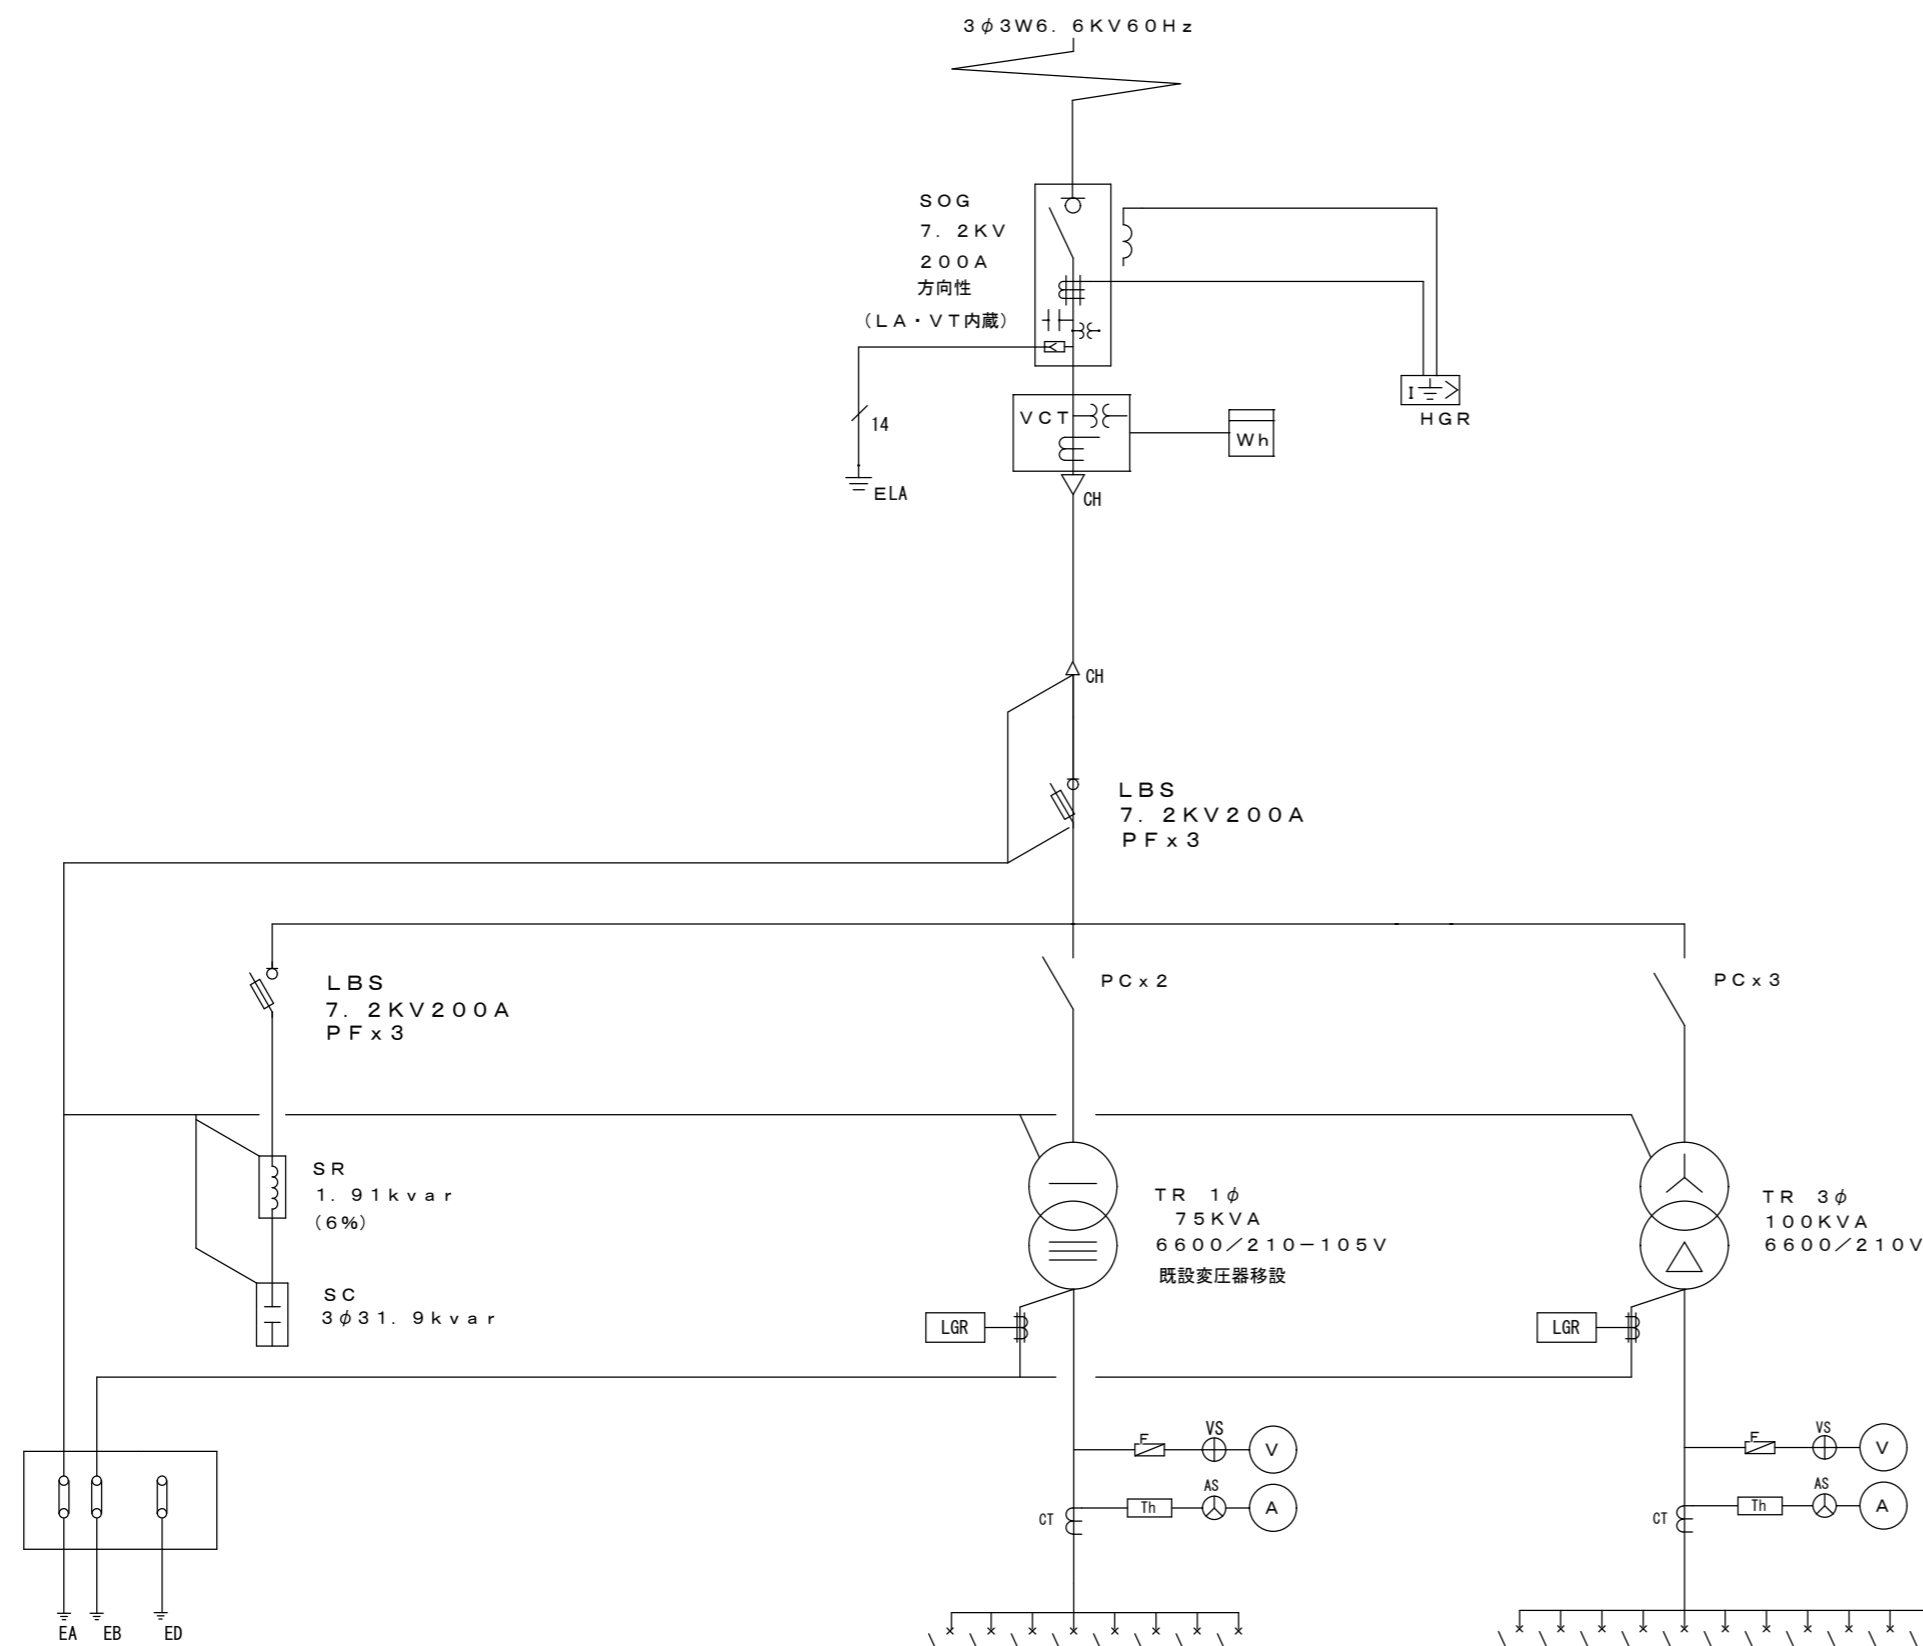 3φ3W6.6KV60Hz
SOG
7.2KV
200A
方向性
（LA・VT内蔵）
14
ELA
VCT
Wh
I
HGR
CH
CH
LBS
7.2KV200A
PFx3
LBS
7.2KV200A
PFx3
PCx2
PCx3
SR
1.91kvar
(6%)
SC
3φ31.9kvar
TR 1φ
75KVA
6600／210－105V
既設変圧器移設
TR 3φ
100KVA
6600／210V
LGR
LGR
F
VS
V
AS
CT
Th
A
F
VS
V
AS
CT
Th
A
EA
EB
ED